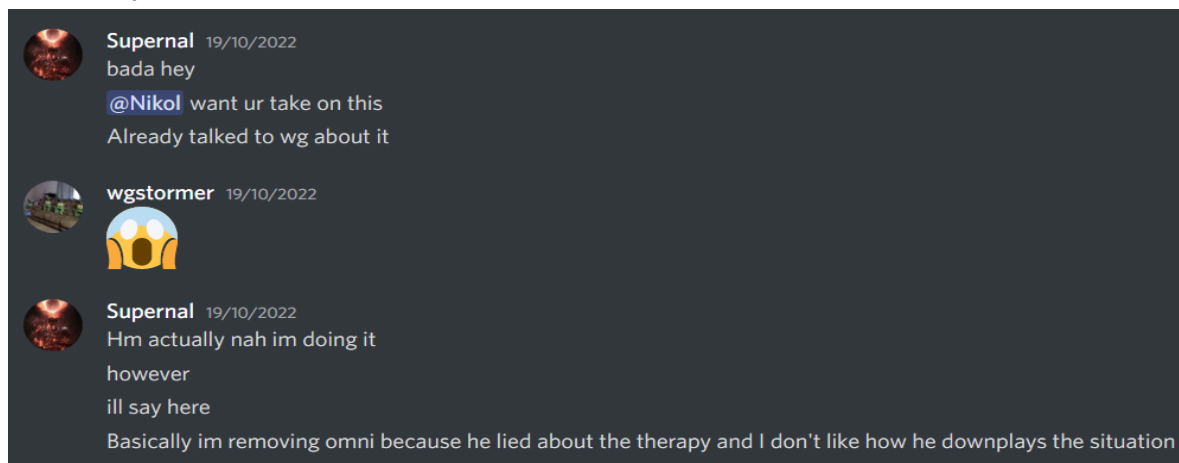 Supernal 19/10/2022
bada hey
@Nikol want ur take on this
Already talked to wg about it
wgstormer 19/10/2022
Supernal 19/10/2022
Hm actually nah im doing it
however
ill say here
Basically im removing omni because he lied about the therapy and I don't like how he downplays the situation